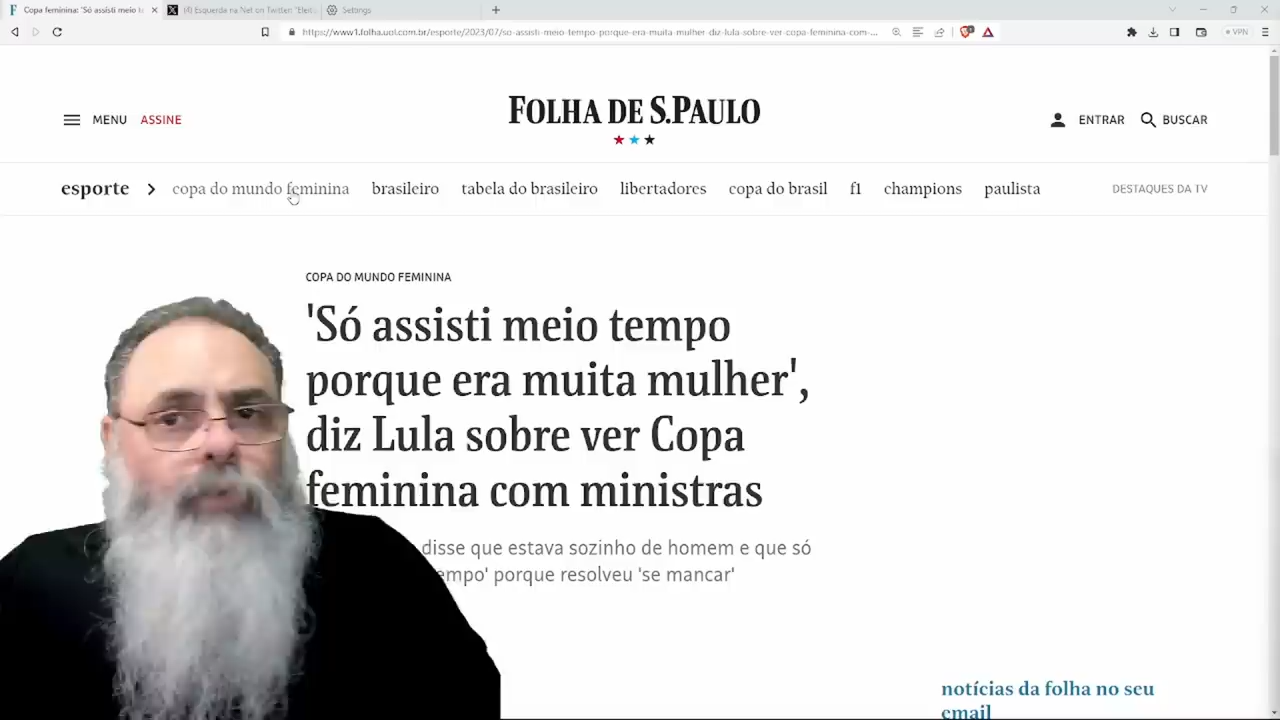 Copa feminina: 'Só assisti meio t
(4) Esquerda na Net on Twitter: "Eleit
Settings
https://www1.folha.uol.com.br/esporte/2023/07/so-assisti-meio-tempo-porque-era-muita-mulher-diz-lula-sobre-ver-copa-feminina-com-...
VPN
MENU
ASSINE
FOLHA DE S.PAULO
ENTRAR
BUSCAR
esporte
copa do mundo feminina
brasileiro
tabela do brasileiro
libertadores
copa do brasil
f1
champions
paulista
DESTAQUES DA TV
COPA DO MUNDO FEMININA
'Só assisti meio tempo
porque era muita mulher',
diz Lula sobre ver Copa
feminina com ministras
disse que estava sozinho de homem e que só
porque resolveu 'se mancar'
notícias da folha no seu
email